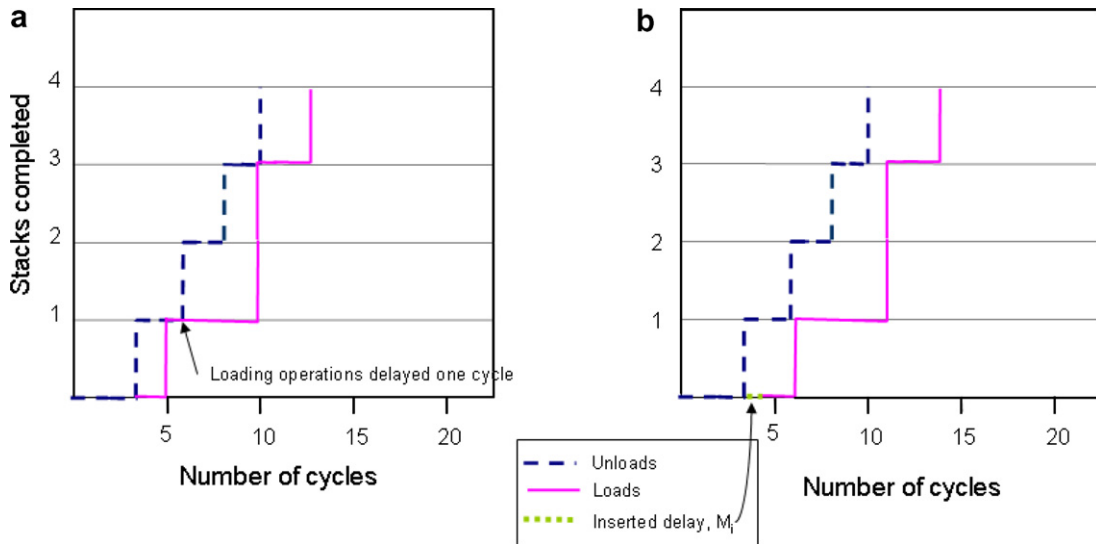 a
Stacks completed
4
3
2
1
Loading operations delayed one cycle
5
10
15
20
Number of cycles
b
4
3
2
1
5
10
15
20
Number of cycles
Unloads
Loads
Inserted delay, Mi